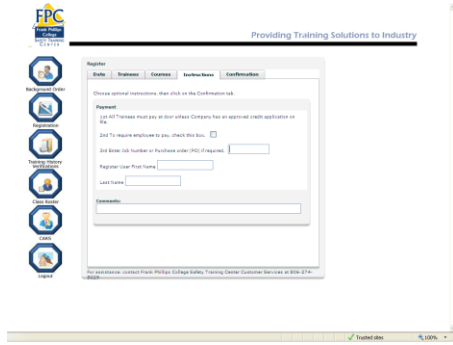 FPC
Frank Phillips
College
Safety Training
Center
Providing Training Solutions to Industry
Background Order
Registration
Training History
Verifications
Class Roster
CARS
Logout
Register
Date Trainees Courses Instructions Confirmation
Choose optional instructions, then click on the Confirmation tab.
Payment
1st All Trainees must pay at door unless Company has an approved credit application on
file.
2nd To require employee to pay, check this box.
3rd Enter Job Number or Purchase order (PO) if required.
Register User First Name
Last Name
Comments:
For assistance: contact Frank Phillips College Safety Training Center Customer Services at 806-274-
Trusted sites 100%